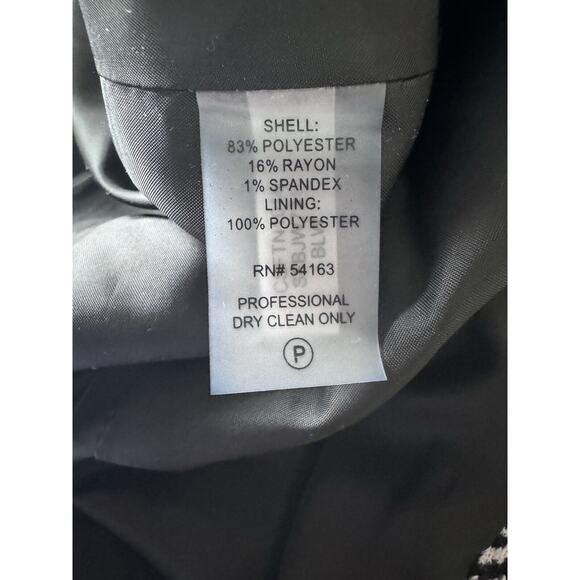 SHELL:
83% POLYESTER
16% RAYON
1% SPANDEX
LINING:
100% POLYESTER
RN# 54163
PROFESSIONAL
DRY CLEAN ONLY
P